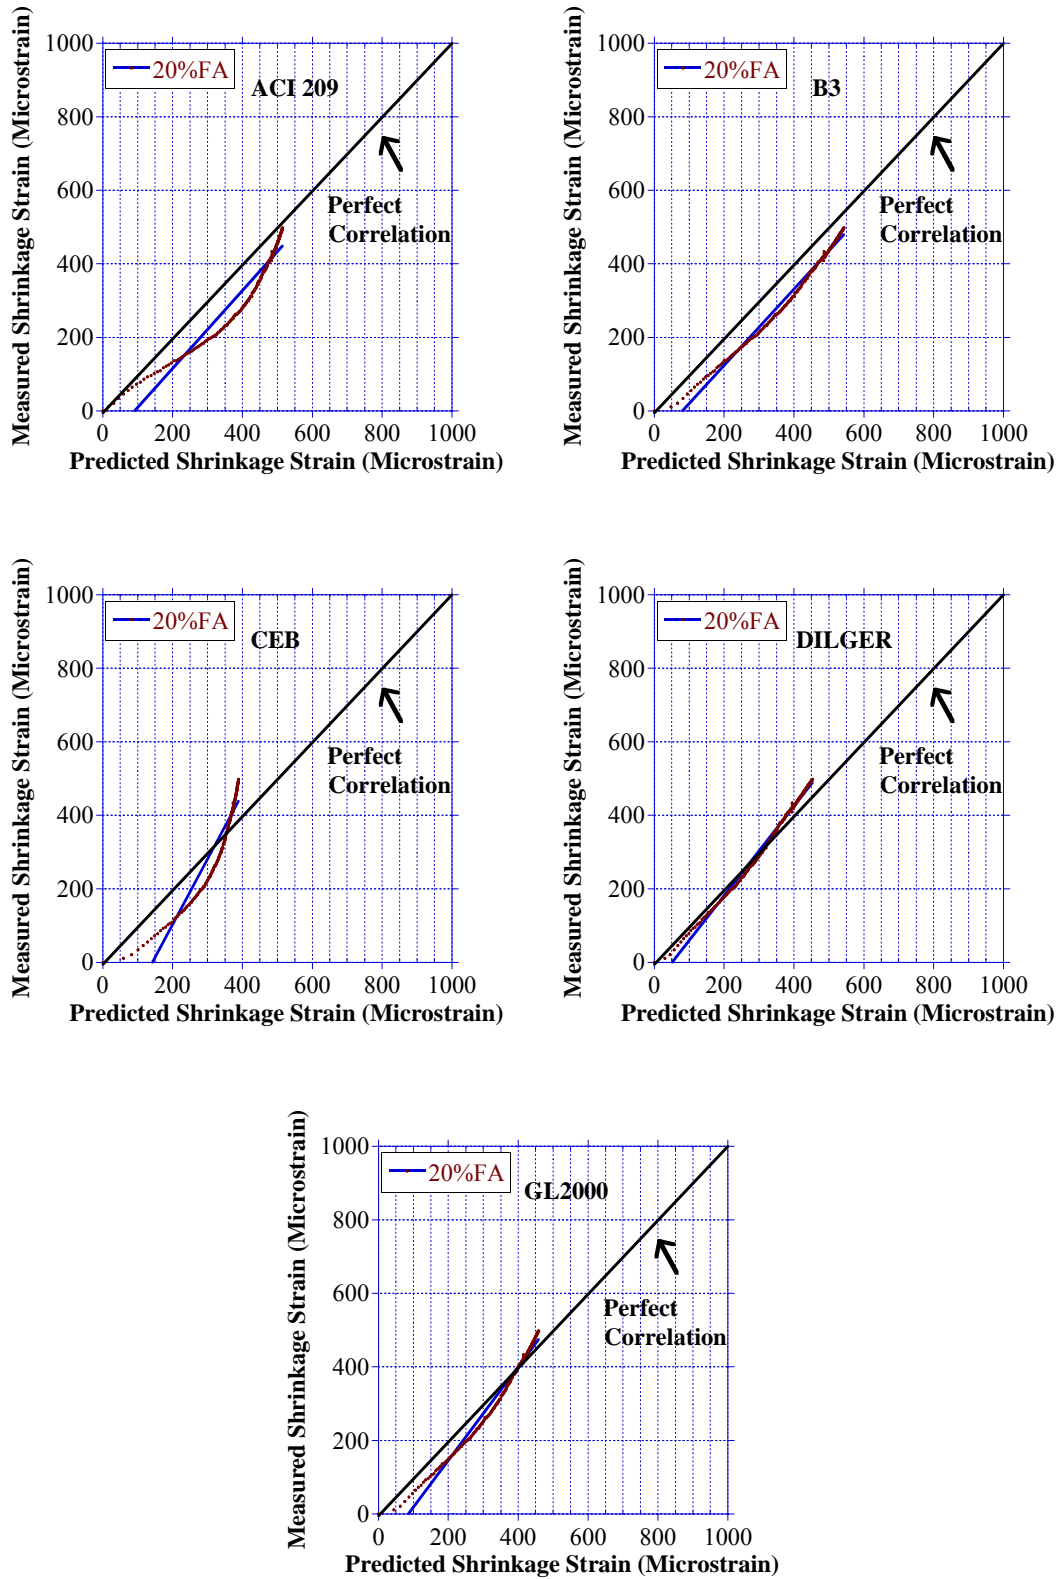 Measured Shrinkage Strain (Microstrain)
1000
800
600
400
200
0
20%FA
ACI 209
Perfect
Correlation
0 200 400 600 800 1000
Predicted Shrinkage Strain (Microstrain)
Measured Shrinkage Strain (Microstrain)
1000
800
600
400
200
0
20%FA
B3
Perfect
Correlation
0 200 400 600 800 1000
Predicted Shrinkage Strain (Microstrain)
Measured Shrinkage Strain (Microstrain)
1000
800
600
400
200
0
20%FA
CEB
Perfect
Correlation
0 200 400 600 800 1000
Predicted Shrinkage Strain (Microstrain)
Measured Shrinkage Strain (Microstrain)
1000
800
600
400
200
0
20%FA
DILGER
Perfect
Correlation
0 200 400 600 800 1000
Predicted Shrinkage Strain (Microstrain)
Measured Shrinkage Strain (Microstrain)
1000
800
600
400
200
0
20%FA
GL2000
Perfect
Correlation
0 200 400 600 800 1000
Predicted Shrinkage Strain (Microstrain)